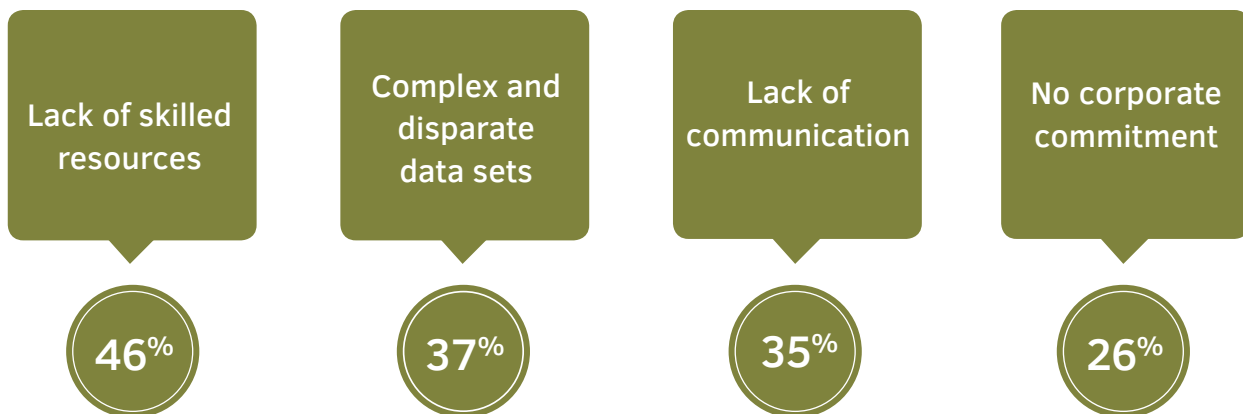 Lack of skilled
resources
Complex and
disparate
data sets
Lack of
communication
No corporate
commitment
46%
37%
35%
26%